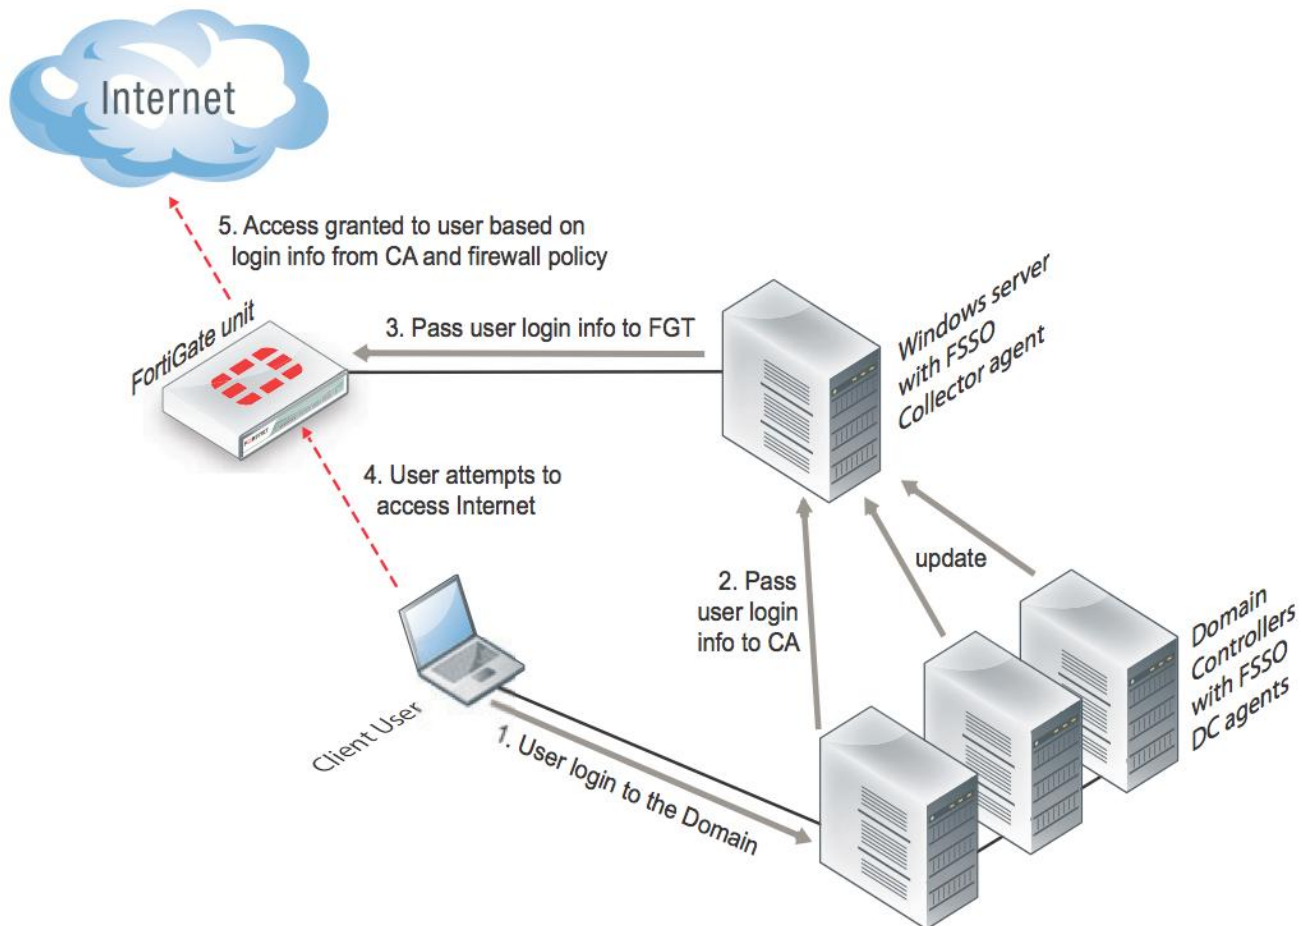 Internet
5. Access granted to user based on
login info from CA and firewall policy
FortiGate unit
3. Pass user login info to FGT
Windows server
with FSSO
Collector agent
4. User attempts to
access Internet
2. Pass
user login
info to CA
update
Domain
Controllers
with FSSO
DC agents
Client User
1. User login to the Domain